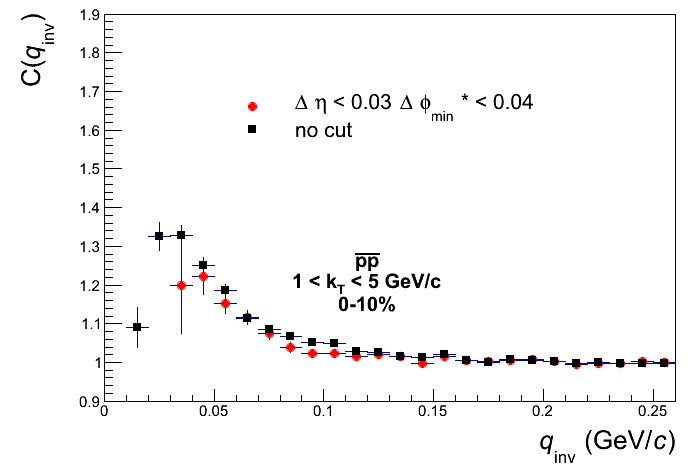 C(q_inv)
1.9
1.8
1.7
1.6
1.5
1.4
1.3
1.2
1.1
1
0.9
Δ η < 0.03 Δ ϕ_min * < 0.04
no cut
p̅p̅
1 < k_T < 5 GeV/c
0-10%
0 0.05 0.1 0.15 0.2 0.25
q_inv (GeV/c)